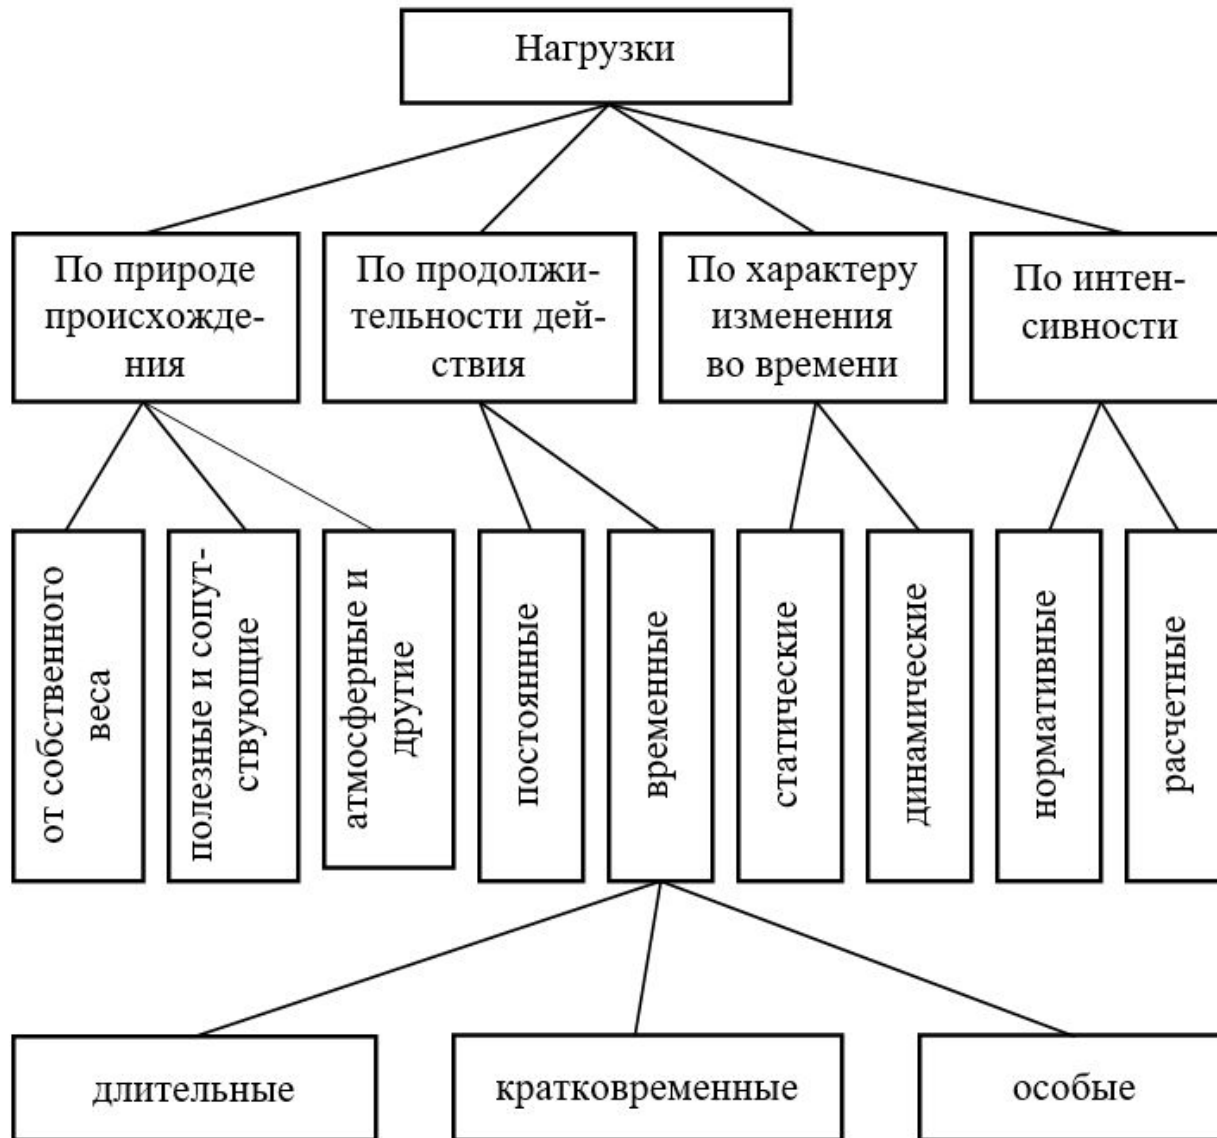 Нагрузки
По природе
происхожде-
ния
По продолжи-
тельности дей-
ствия
По характеру
изменения
во времени
По интен-
сивности
от собственного
веса
полезные и сопут-
ствующие
атмосферные и
другие
постоянные
временные
статические
динамические
нормативные
расчетные
длительные
кратковременные
особые